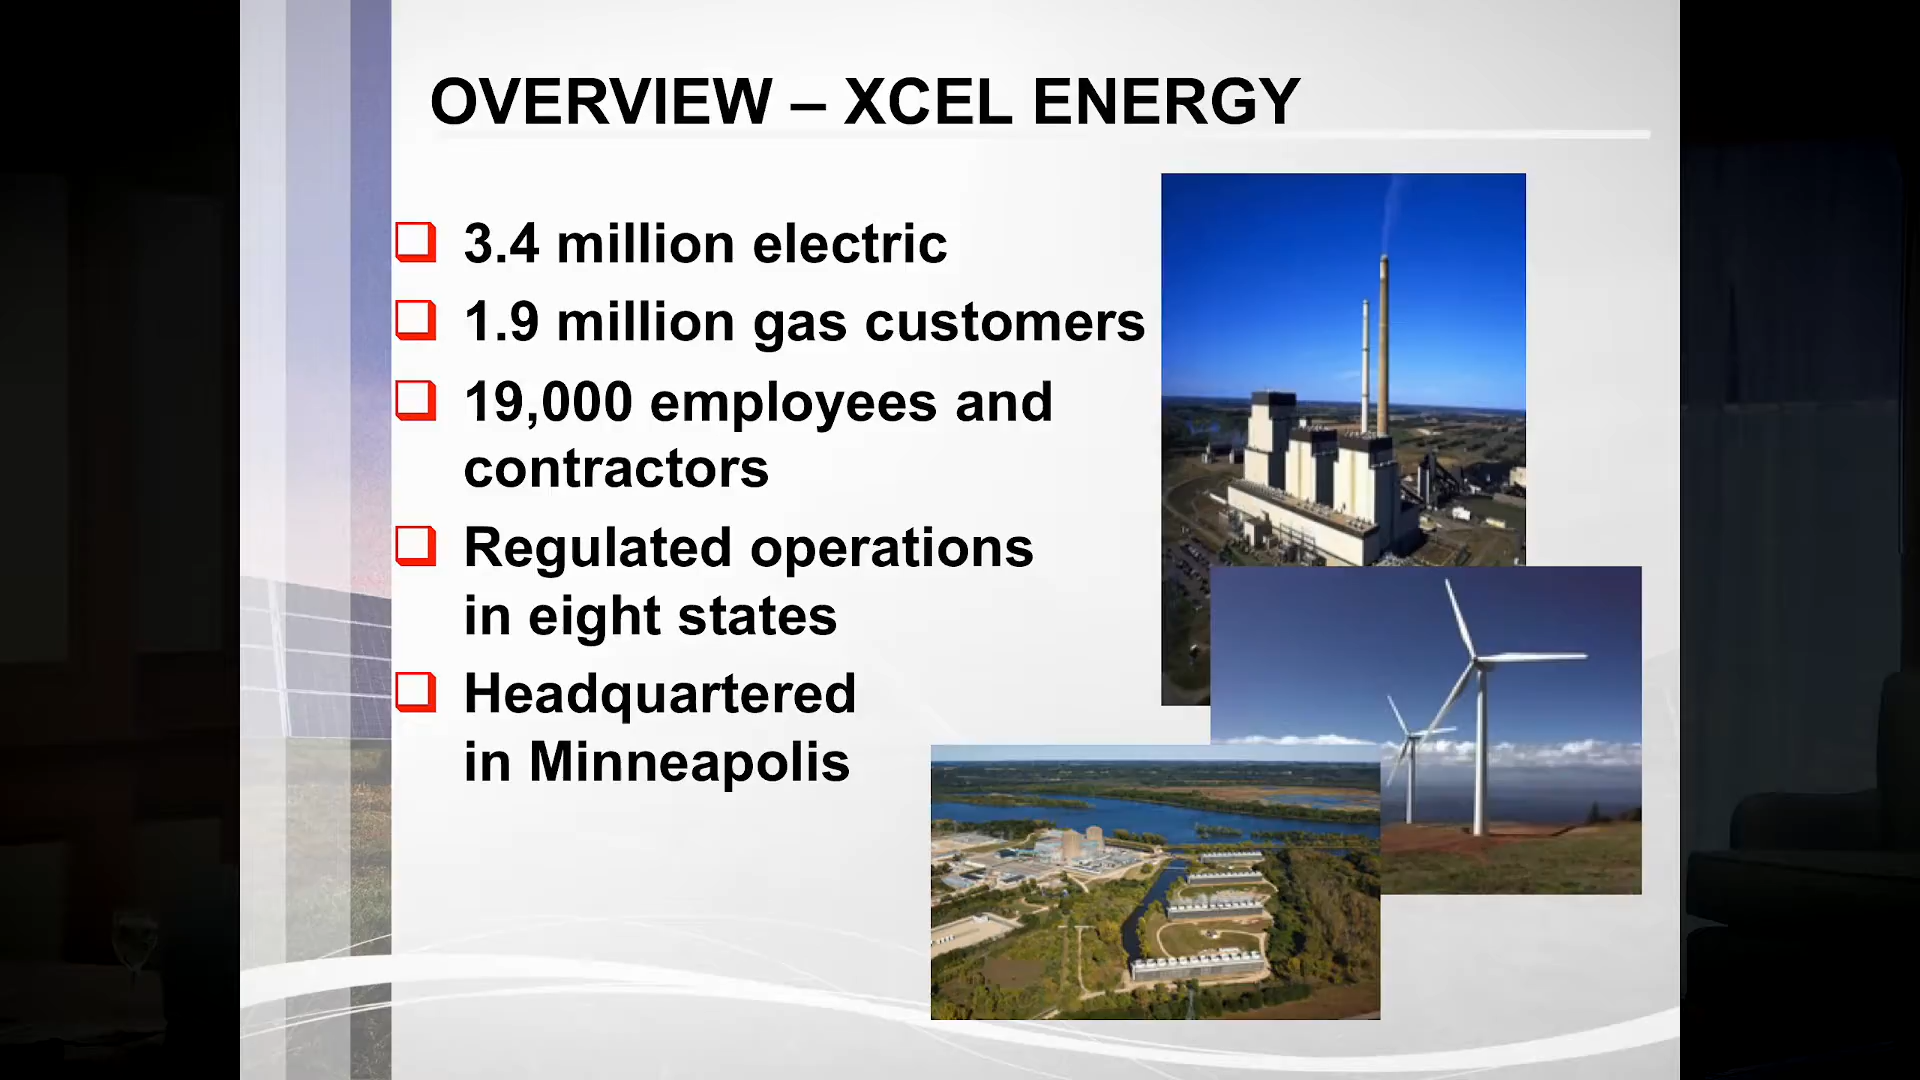 OVERVIEW – XCEL ENERGY
3.4 million electric
1.9 million gas customers
19,000 employees and
contractors
Regulated operations
in eight states
Headquartered
in Minneapolis